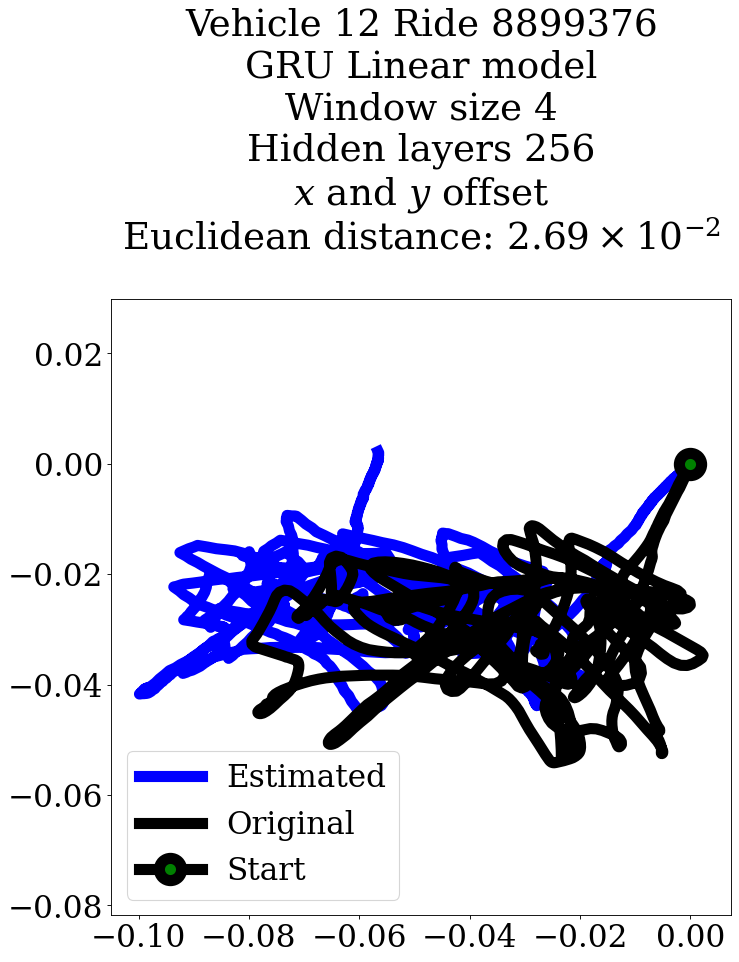 Vehicle 12 Ride 8899376
GRU Linear model
Window size 4
Hidden layers 256
x and y offset
Euclidean distance: 2.69 × 10⁻²
0.02
0.00
−0.02
−0.04
−0.06
−0.08
Estimated
Original
Start
−0.10 −0.08 −0.06 −0.04 −0.02 0.00